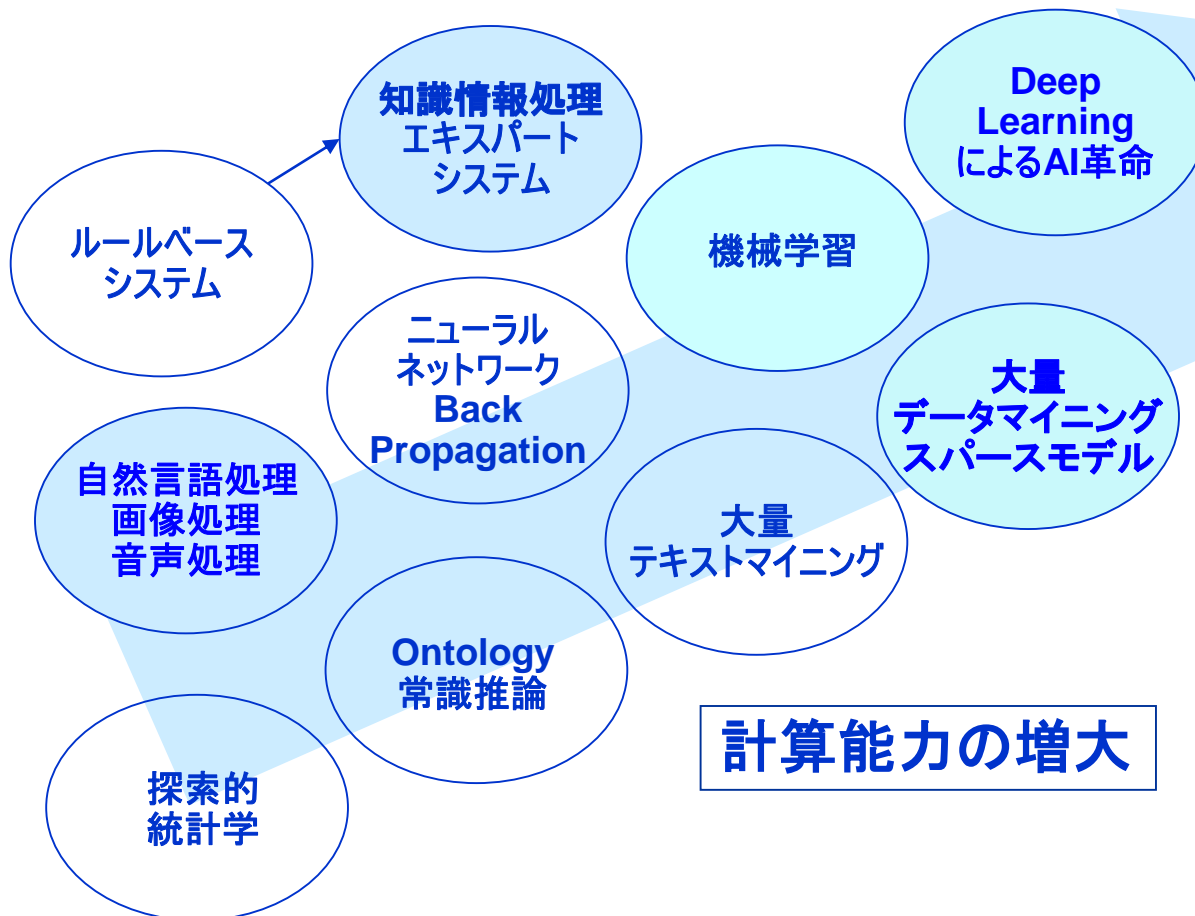 ルールベース
システム
知識情報処理
エキスパート
システム
Deep
Learning
によるAI革命
機械学習
ニューラル
ネットワーク
Back
Propagation
大量
データマイニング
スパースモデル
自然言語処理
画像処理
音声処理
大量
テキストマイニング
Ontology
常識推論
探索的
統計学
計算能力の増大